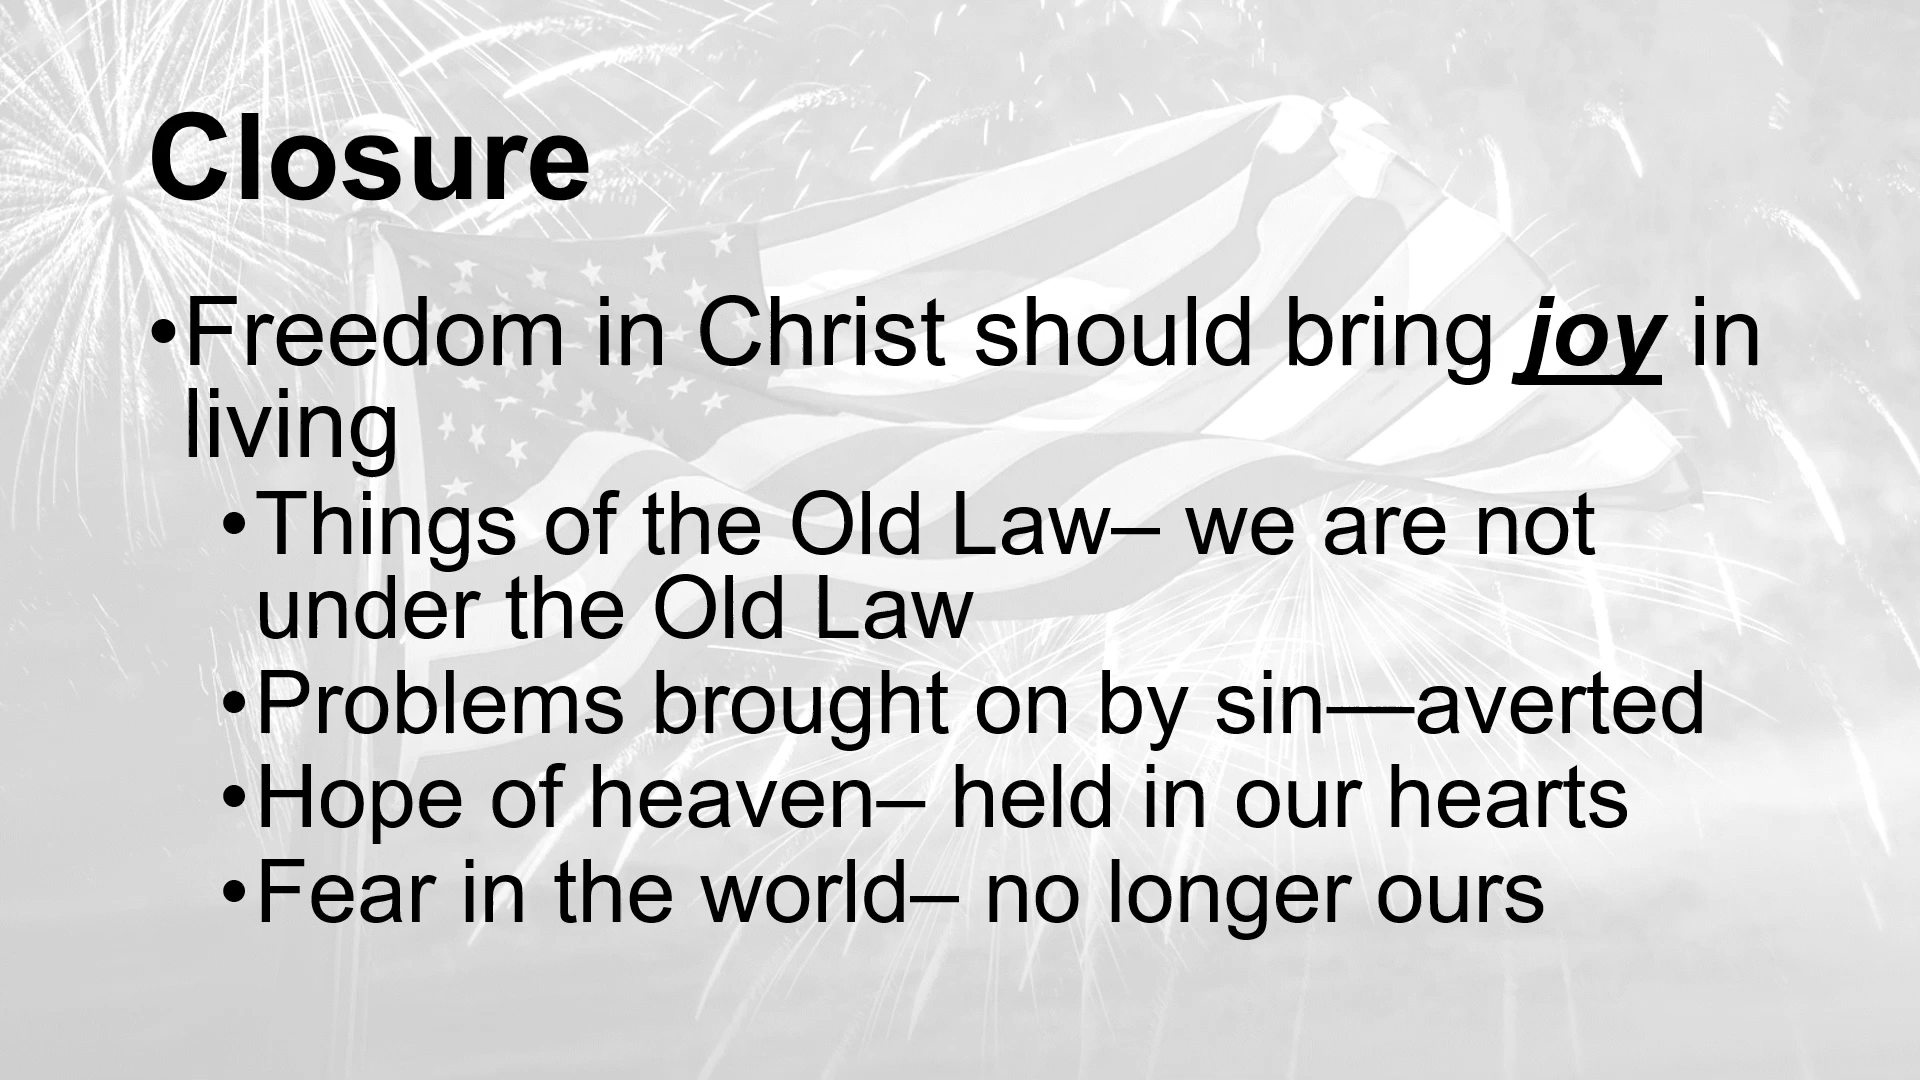 Closure
•Freedom in Christ should bring joy in
living
•Things of the Old Law– we are not
under the Old Law
•Problems brought on by sin—averted
•Hope of heaven– held in our hearts
•Fear in the world– no longer ours